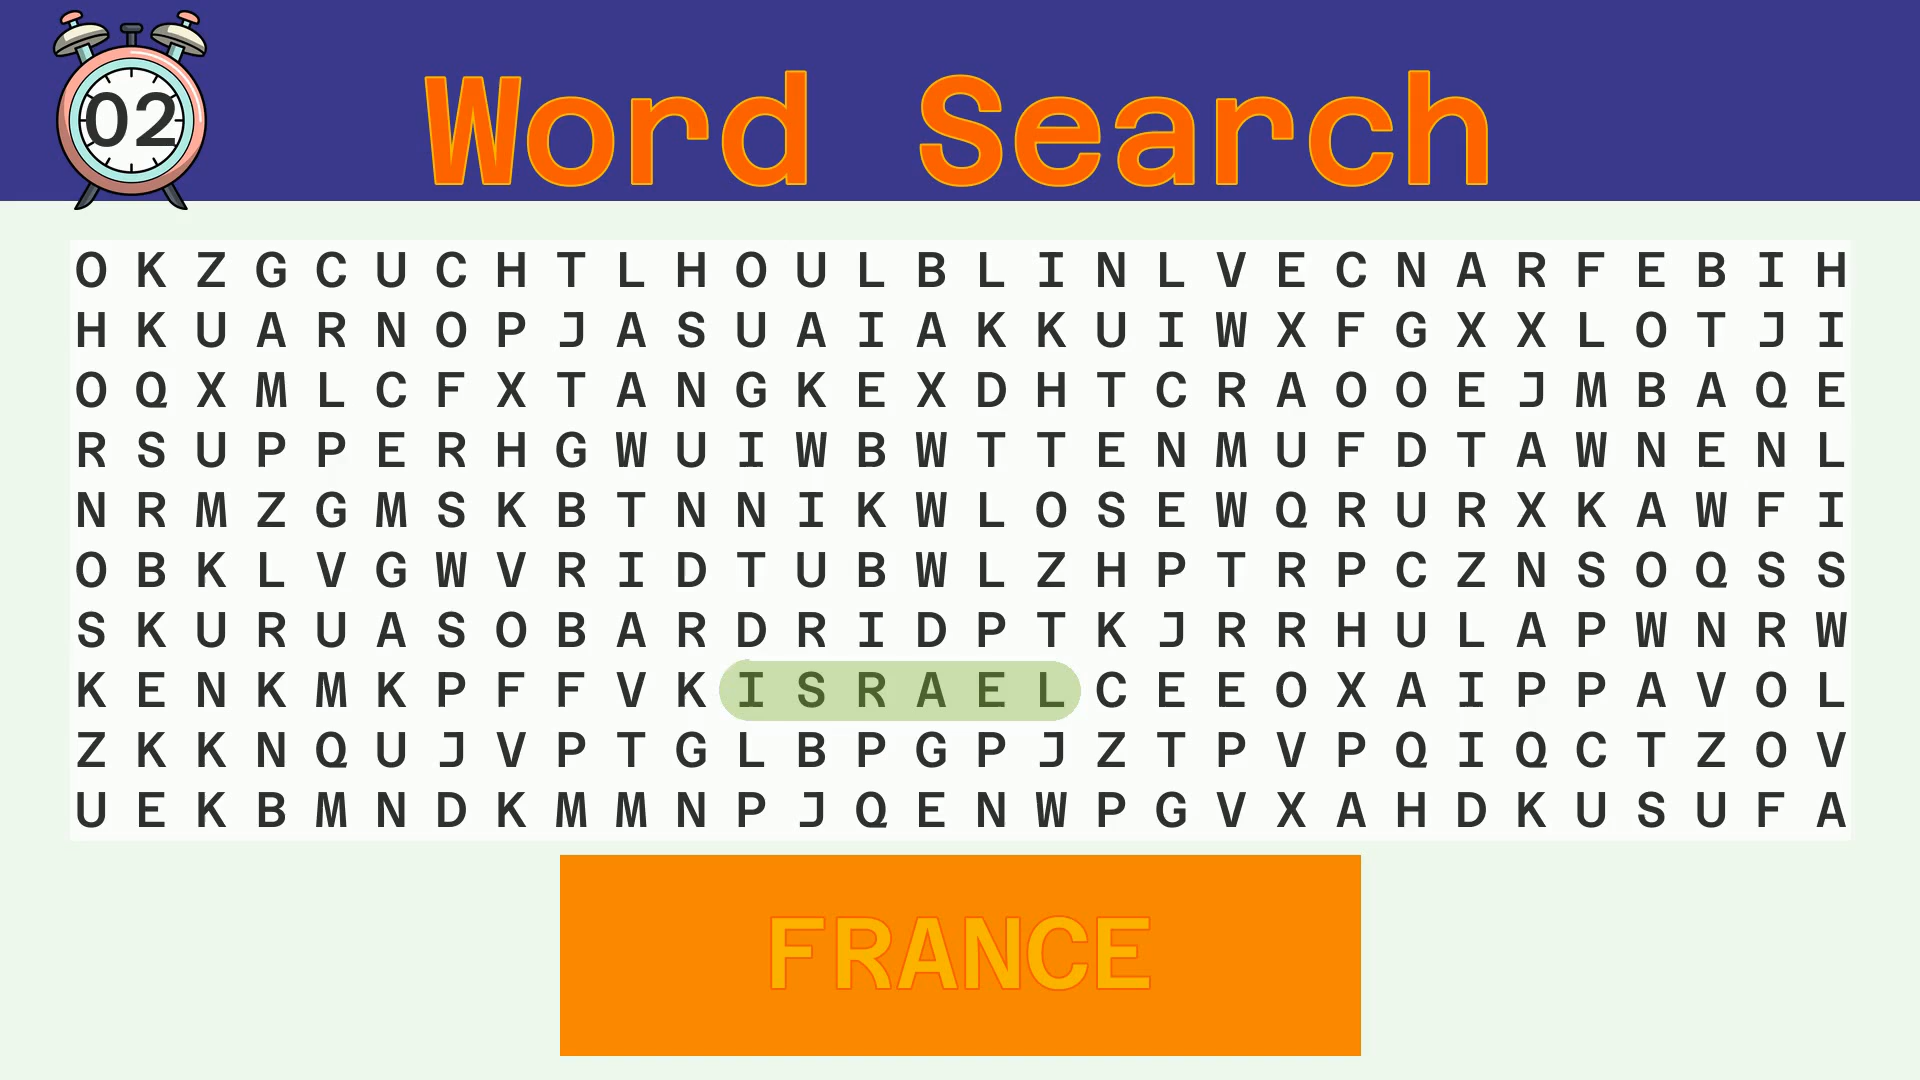 02
Word Search
O K Z G C U C H T L H O U L B L I N L V E C N A R F E B I H
H K U A R N O P J A S U A I A K K U I W X F G X X L O T J I
O Q X M L C F X T A N G K E X D H T C R A O O E J M B A Q E
R S U P P E R H G W U I W B W T T E N M U F D T A W N E N L
N R M Z G M S K B T N N I K W L O S E W Q R U R X K A W F I
O B K L V G W V R I D T U B W L Z H P T R P C Z N S O Q S S
S K U R U A S O B A R D R I D P T K J R R H U L A P W N R W
K E N K M K P F F V K I S R A E L C E E O X A I P P A V O L
Z K K N Q U J V P T G L B P G P J Z T P V P Q I Q C T Z O V
U E K B M N D K M M N P J Q E N W P G V X A H D K U S U F A
FRANCE